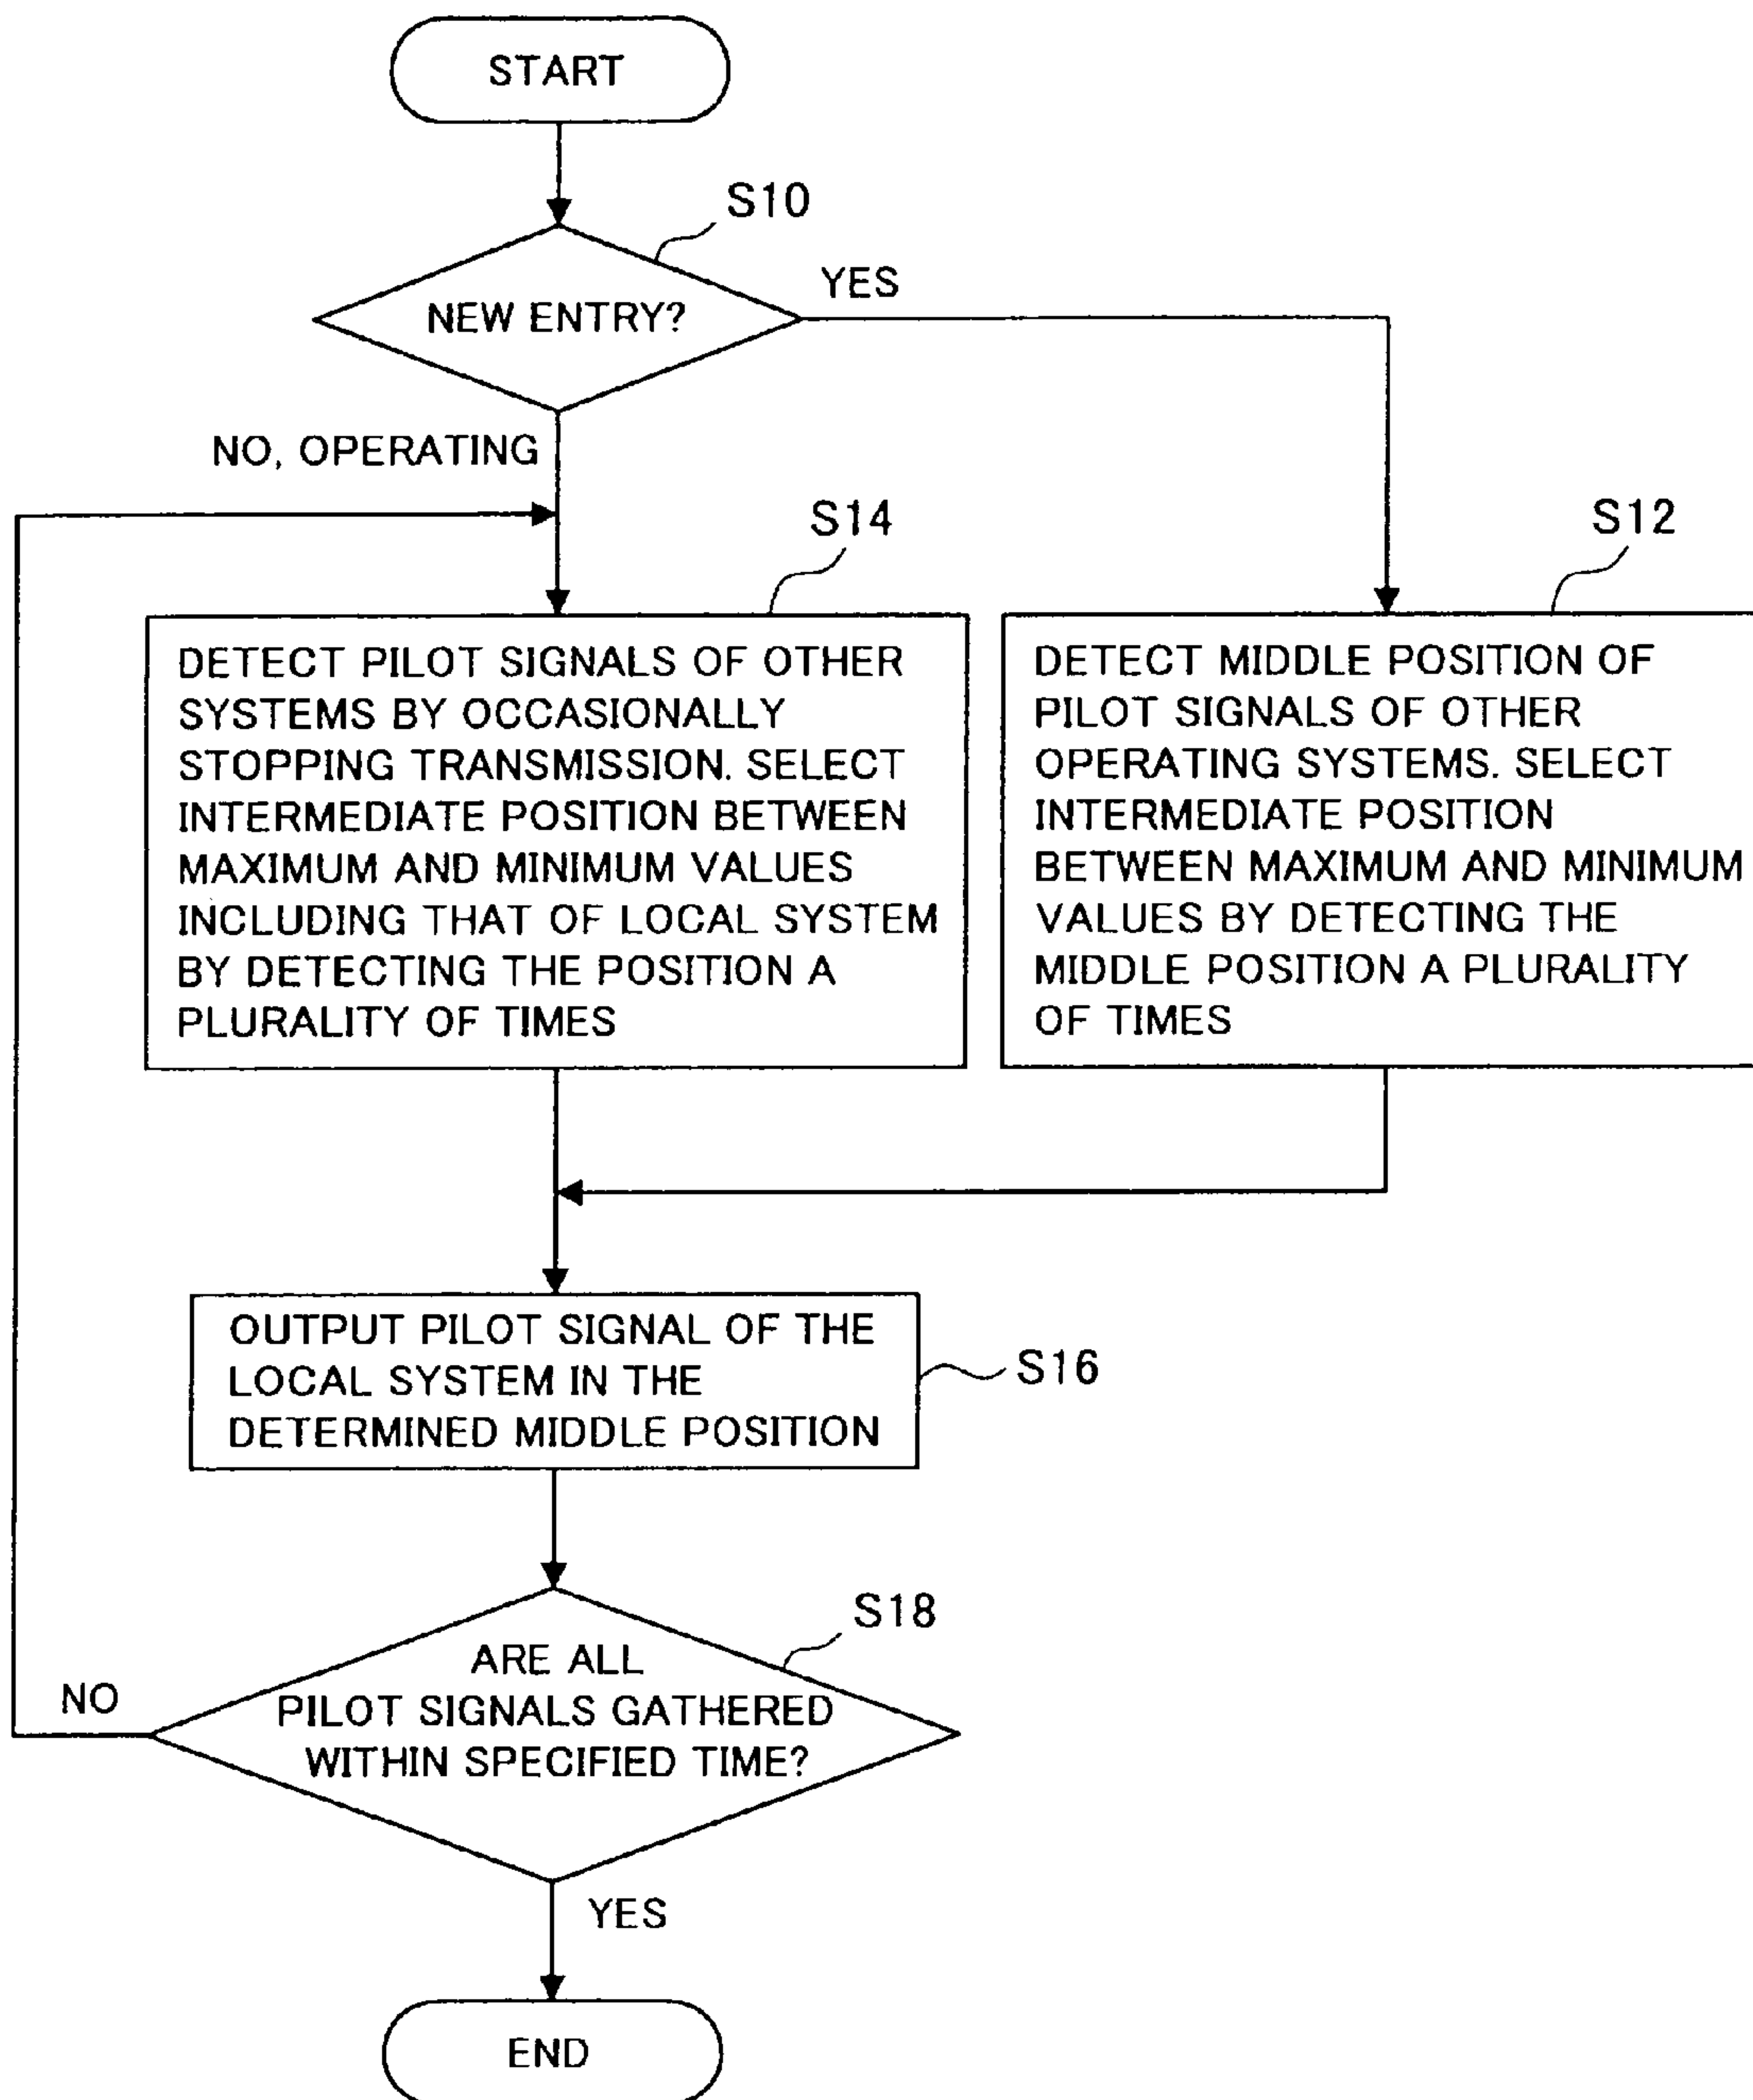 START
S10
NEW ENTRY?
YES
NO, OPERATING
S14
DETECT PILOT SIGNALS OF OTHER
SYSTEMS BY OCCASIONALLY
STOPPING TRANSMISSION. SELECT
INTERMEDIATE POSITION BETWEEN
MAXIMUM AND MINIMUM VALUES
INCLUDING THAT OF LOCAL SYSTEM
BY DETECTING THE POSITION A
PLURALITY OF TIMES
S12
DETECT MIDDLE POSITION OF
PILOT SIGNALS OF OTHER
OPERATING SYSTEMS. SELECT
INTERMEDIATE POSITION
BETWEEN MAXIMUM AND MINIMUM
VALUES BY DETECTING THE
MIDDLE POSITION A PLURALITY
OF TIMES
OUTPUT PILOT SIGNAL OF THE
LOCAL SYSTEM IN THE
DETERMINED MIDDLE POSITION
S16
S18
ARE ALL
PILOT SIGNALS GATHERED
WITHIN SPECIFIED TIME?
NO
YES
END